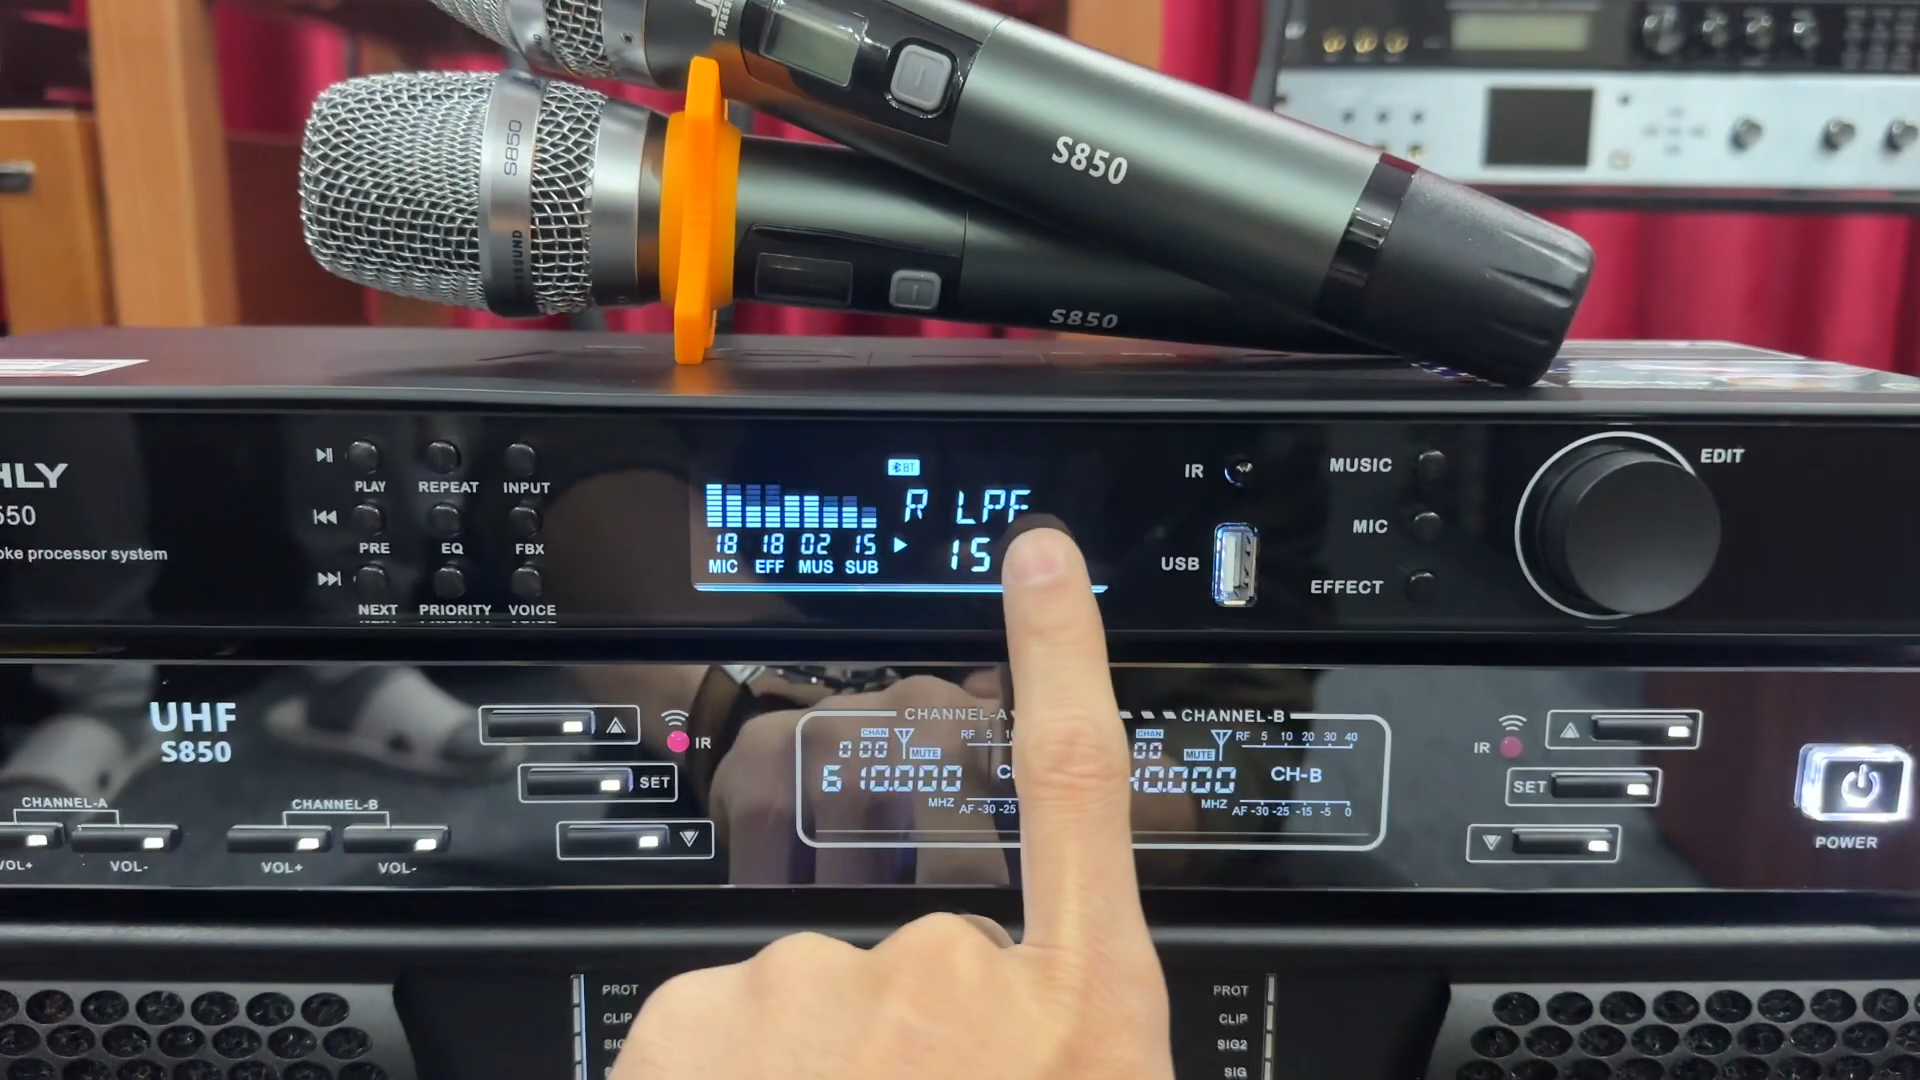 S850
S850
S850
HLY
550
oke processor system
PLAY
REPEAT
INPUT
PRE
EQ
FBX
NEXT
PRIORITY
VOICE
BT
R LPF
18 18 02 15 15
MIC EFF MUS SUB
IR
USB
MUSIC
MIC
EFFECT
EDIT
UHF
S850
CHANNEL-A
CHANNEL-B
VOL+
VOL-
VOL+
VOL-
IR
SET
CHANNEL-A
CHAN
000
MUTE
RF 5
610.000
MHZ
AF -30 -25
CHANNEL-B
CHAN
00
MUTE
RF 5 10 20 30 40
CH-B
MHZ
AF -30 -25 -15 -5 0
IR
SET
POWER
PROT
CLIP
PROT
CLIP
SIG2
SIG